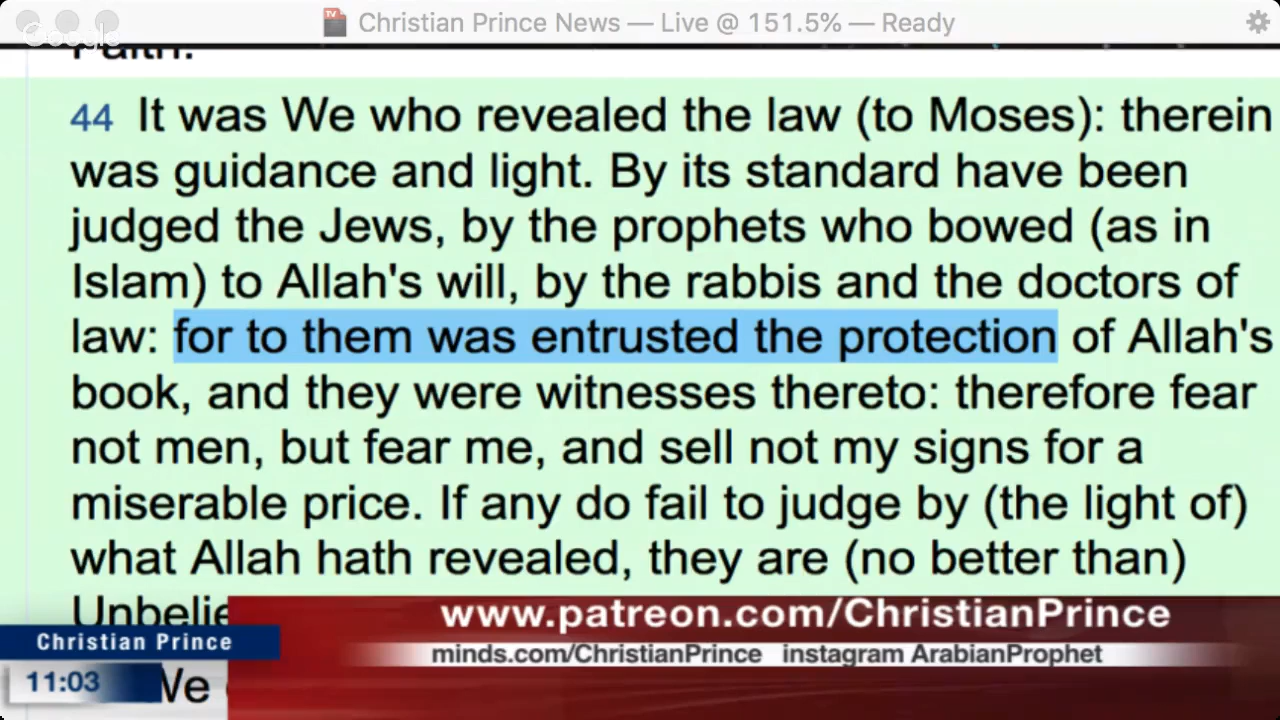 Christian Prince News — Live @ 151.5% — Ready
Google
Faith.
44 It was We who revealed the law (to Moses): therein
was guidance and light. By its standard have been
judged the Jews, by the prophets who bowed (as in
Islam) to Allah's will, by the rabbis and the doctors of
law: for to them was entrusted the protection of Allah's
book, and they were witnesses thereto: therefore fear
not men, but fear me, and sell not my signs for a
miserable price. If any do fail to judge by (the light of)
what Allah hath revealed, they are (no better than)
Unbelie
www.patreon.com/ChristianPrince
Christian Prince
minds.com/ChristianPrince instagram ArabianProphet
11:03
We